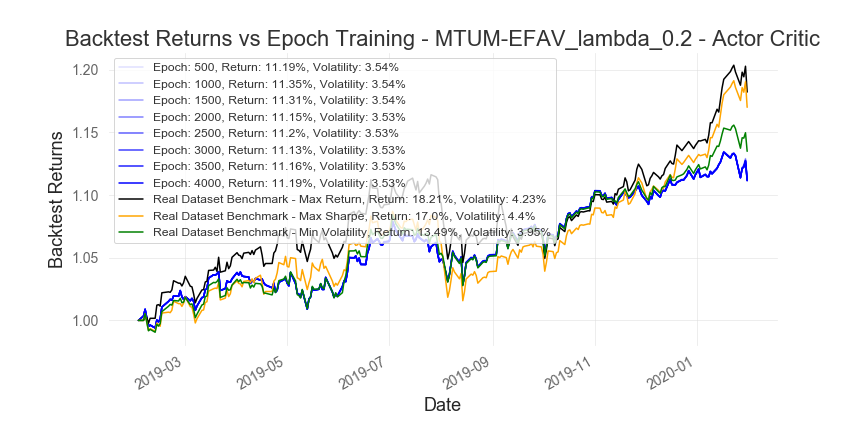 Backtest Returns vs Epoch Training - MTUM-EFAV_lambda_0.2 - Actor Critic
Epoch: 500, Return: 11.19%, Volatility: 3.54%
Epoch: 1000, Return: 11.35%, Volatility: 3.54%
Epoch: 1500, Return: 11.31%, Volatility: 3.54%
Epoch: 2000, Return: 11.15%, Volatility: 3.53%
Epoch: 2500, Return: 11.2%, Volatility: 3.53%
Epoch: 3000, Return: 11.13%, Volatility: 3.53%
Epoch: 3500, Return: 11.16%, Volatility: 3.53%
Epoch: 4000, Return: 11.19%, Volatility: 3.53%
Real Dataset Benchmark - Max Return, Return: 18.21%, Volatility: 4.23%
Real Dataset Benchmark - Max Sharpe, Return: 17.0%, Volatility: 4.4%
Real Dataset Benchmark - Min Volatility, Return: 13.49%, Volatility: 3.95%
Backtest Returns
1.20
1.15
1.10
1.05
1.00
2019-03
2019-05
2019-07
2019-09
2019-11
2020-01
Date